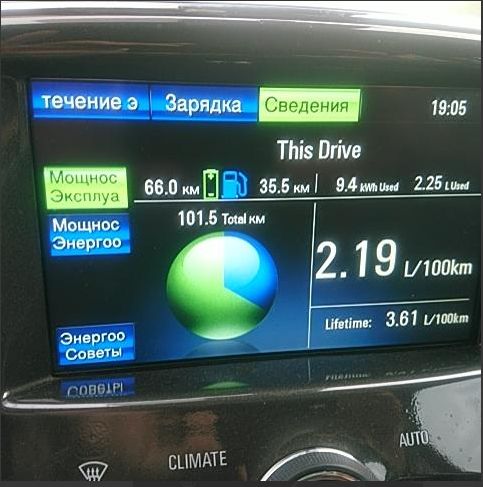 течение э Зарядка Сведения 19:05
This Drive
Мощнос
Эксплуа
66.0 км 35.5 км 9.4 kWh Used 2.25 L Used
Мощнос
Энергоо
101.5 Total км
2.19 L/100km
Lifetime: 3.61 L/100km
Энергоо
Советы
CLIMATE
AUTO